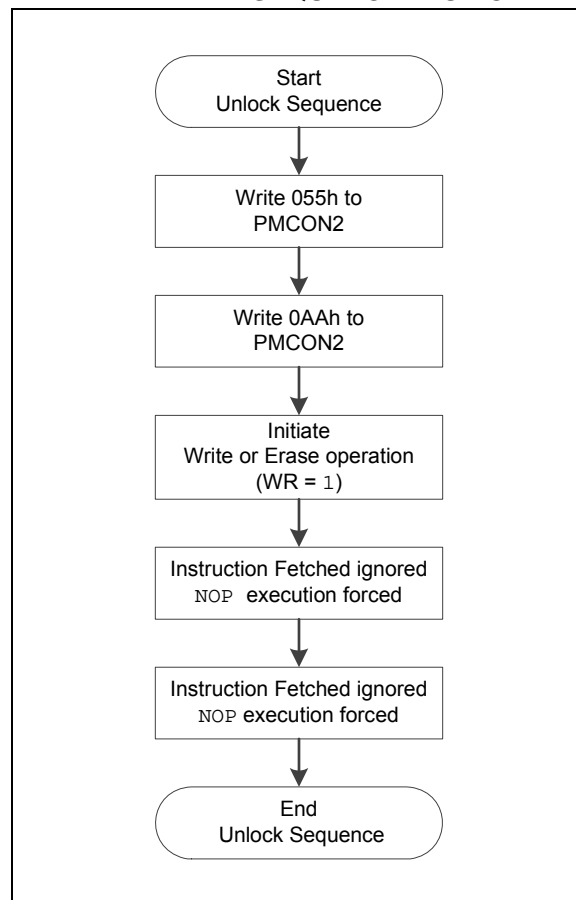 Start
Unlock Sequence
Write 055h to
PMCON2
Write 0AAh to
PMCON2
Initiate
Write or Erase operation
(WR = 1)
Instruction Fetched ignored
NOP execution forced
Instruction Fetched ignored
NOP execution forced
End
Unlock Sequence